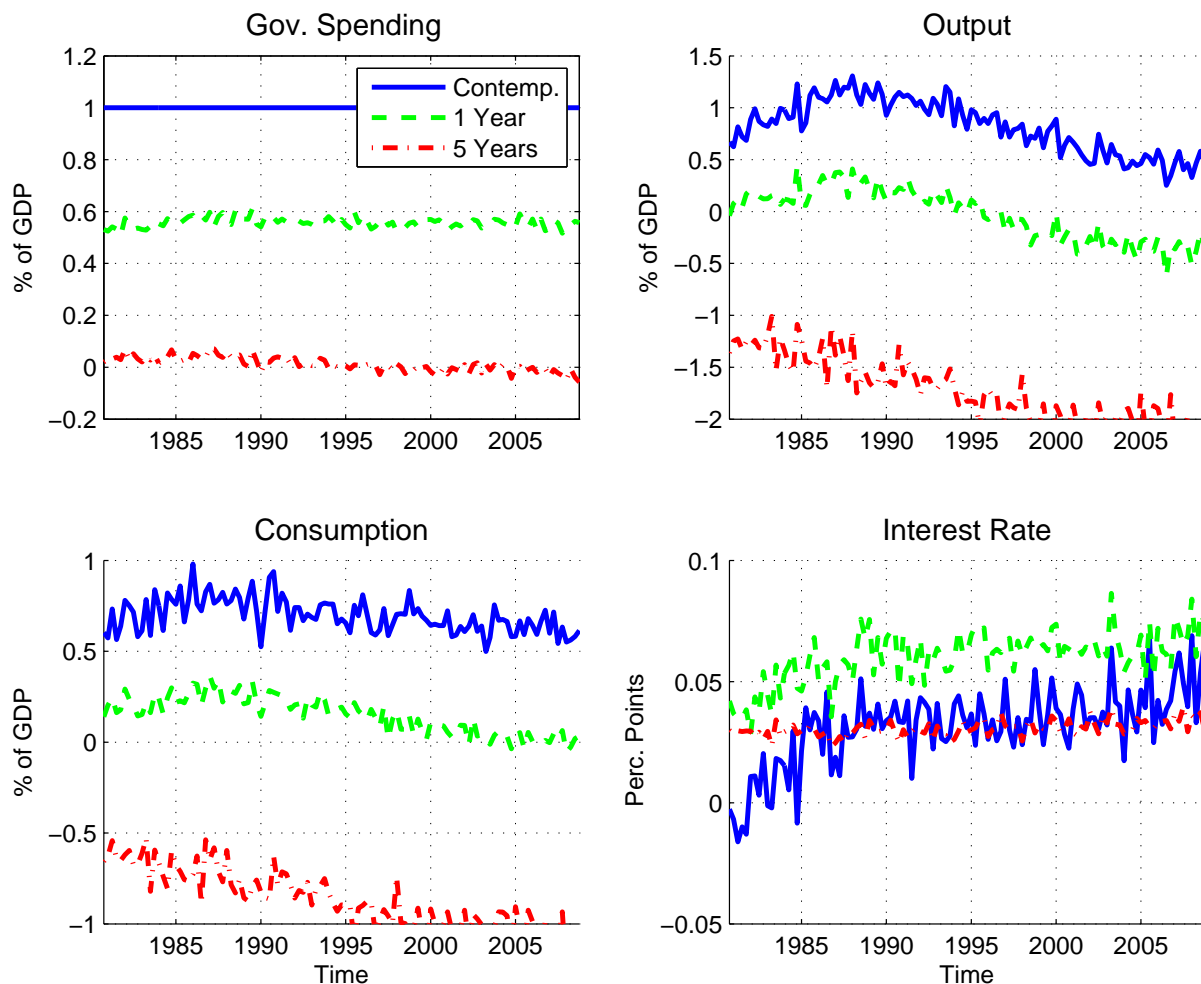 Gov. Spending
1.2
1
0.8
0.6
0.4
0.2
0
−0.2
% of GDP
1985 1990 1995 2000 2005
Contemp.
1 Year
5 Years
Output
1.5
1
0.5
0
−0.5
−1
−1.5
−2
% of GDP
1985 1990 1995 2000 2005
Consumption
1
0.5
0
−0.5
−1
% of GDP
1985 1990 1995 2000 2005
Time
Interest Rate
0.1
0.05
0
−0.05
Perc. Points
1985 1990 1995 2000 2005
Time